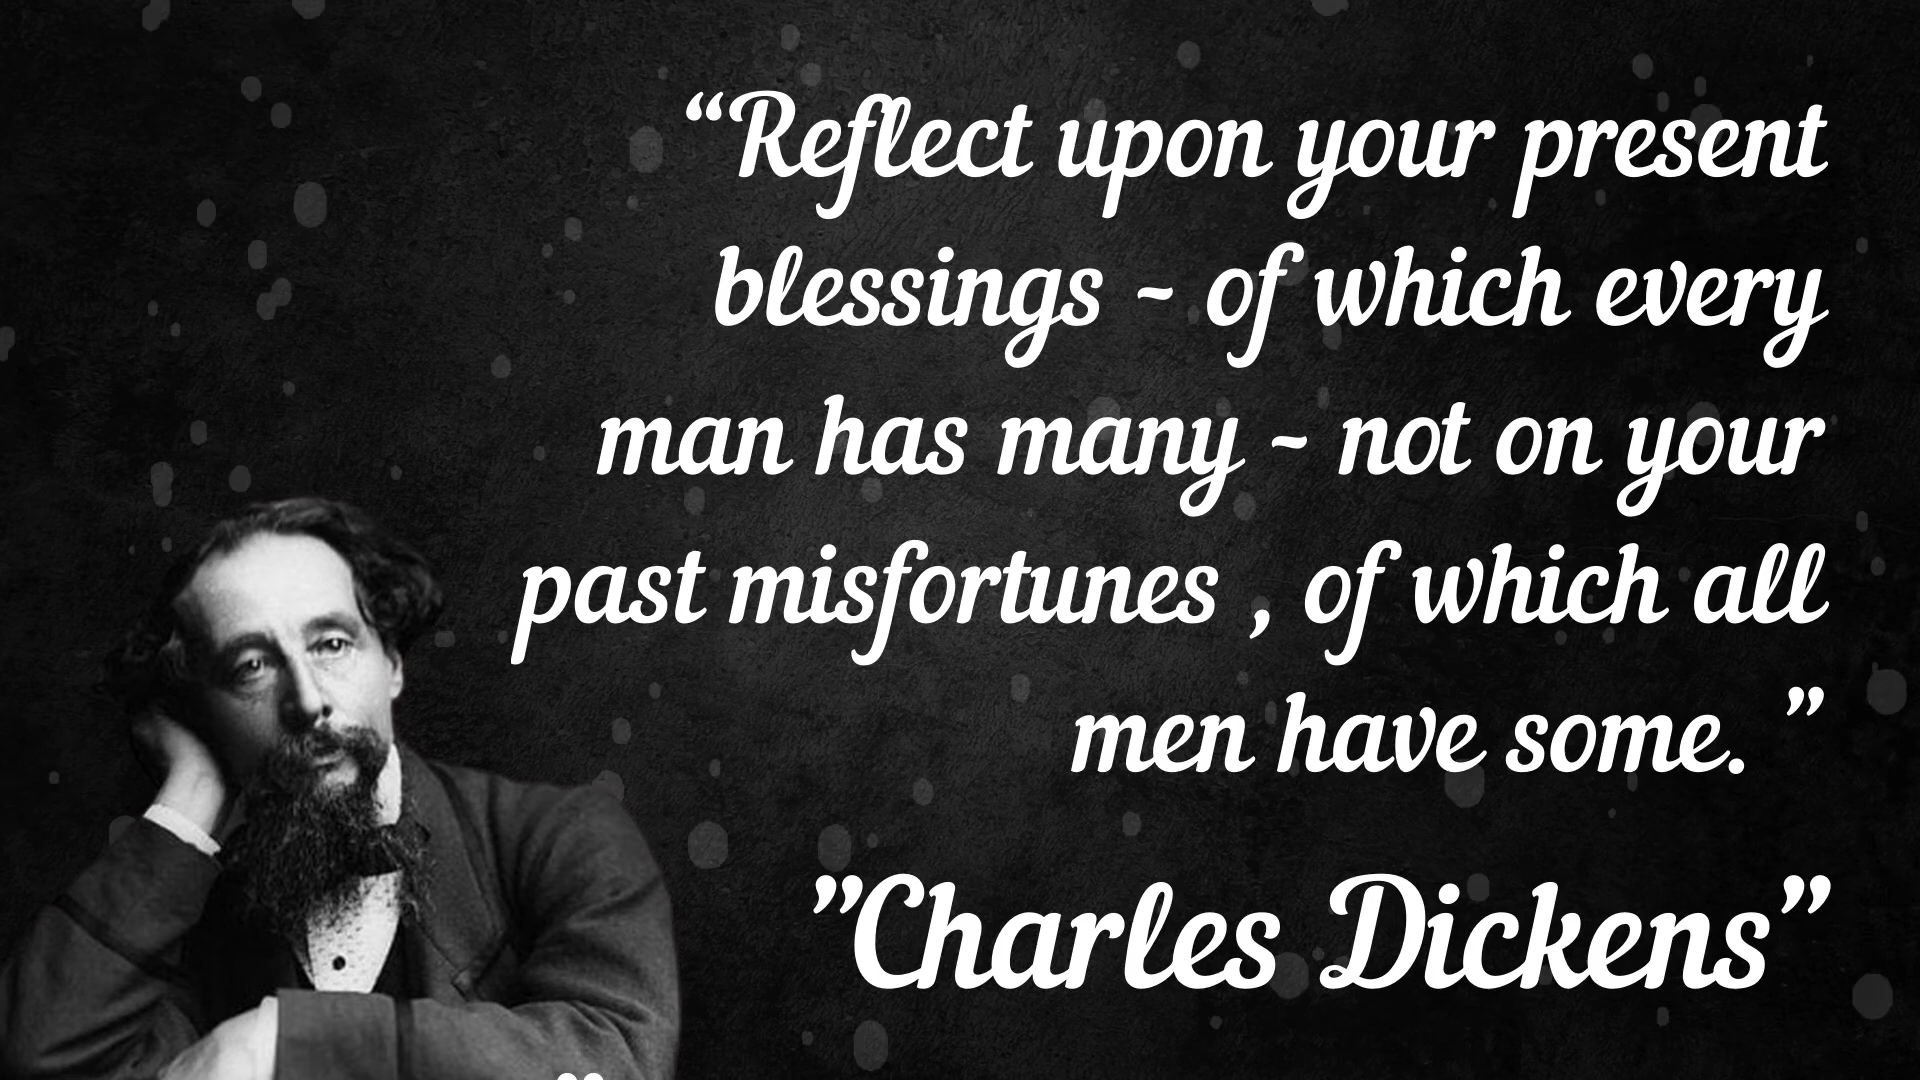 “Reflect upon your present
blessings - of which every
man has many - not on your
past misfortunes , of which all
men have some. ”
”Charles Dickens”